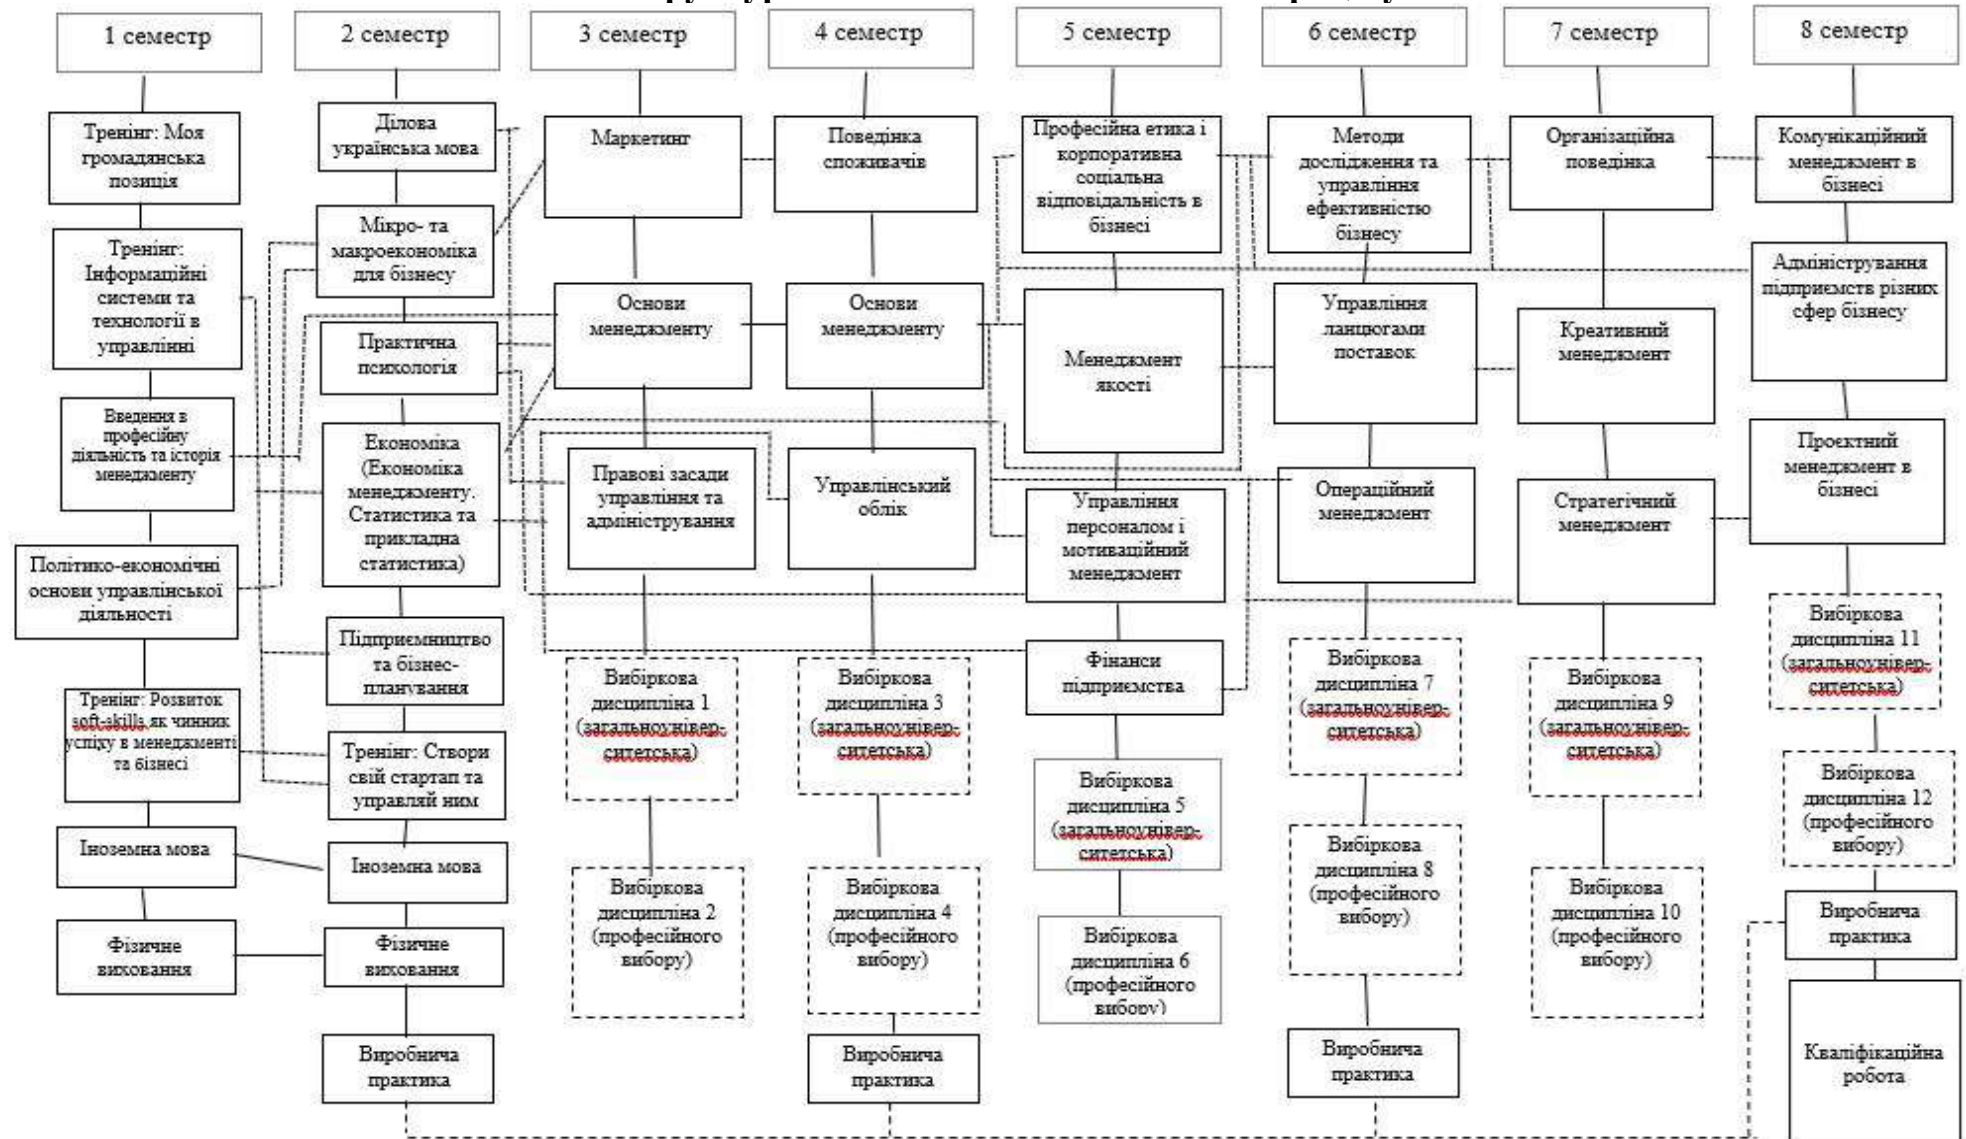 1 семестр
2 семестр
3 семестр
4 семестр
5 семестр
6 семестр
7 семестр
8 семестр
Тренінг: Моя
громадянська
позиція
Тренінг:
Інформаційні
системи та
технології в
управлінні
Введення в
професійну
діяльність та історія
менеджменту
Політико-економічні
основи управлінської
діяльності
Тренінг: Розвиток
soft-skills як чинник
успіху в менеджменті
та бізнесі
Іноземна мова
Фізичне
виховання
Ділова
українська мова
Мікро- та
макроекономіка
для бізнесу
Практична
психологія
Економіка
(Економіка
менеджменту.
Статистика та
прикладна
статистика)
Підприємництво
та бізнес-
планування
Тренінг: Створи
свій стартап та
управляй ним
Іноземна мова
Фізичне
виховання
Виробнича
практика
Маркетинг
Основи
менеджменту
Правові засади
управління та
адміністрування
Вибіркова
дисципліна 1
(загальноунівер-
ситетська)
Вибіркова
дисципліна 2
(професійного
вибору)
Поведінка
споживачів
Основи
менеджменту
Управлінський
облік
Вибіркова
дисципліна 3
(загальноунівер-
ситетська)
Вибіркова
дисципліна 4
(професійного
вибору)
Виробнича
практика
Професійна етика і
корпоративна
соціальна
відповідальність в
бізнесі
Менеджмент
якості
Управління
персоналом і
мотиваційний
менеджмент
Фінанси
підприємства
Вибіркова
дисципліна 5
(загальноунівер-
ситетська)
Вибіркова
дисципліна 6
(професійного
вибору)
Методи
дослідження та
управління
ефективністю
бізнесу
Управління
ланцюгами
поставок
Операційний
менеджмент
Вибіркова
дисципліна 7
(загальноунівер-
ситетська)
Вибіркова
дисципліна 8
(професійного
вибору)
Виробнича
практика
Організаційна
поведінка
Креативний
менеджмент
Стратегічний
менеджмент
Вибіркова
дисципліна 9
(загальноунівер-
ситетська)
Вибіркова
дисципліна 10
(професійного
вибору)
Комунікаційний
менеджмент в
бізнесі
Адміністрування
підприємств різних
сфер бізнесу
Проєктний
менеджмент в
бізнесі
Вибіркова
дисципліна 11
(загальноунівер-
ситетська)
Вибіркова
дисципліна 12
(професійного
вибору)
Виробнича
практика
Кваліфікаційна
робота